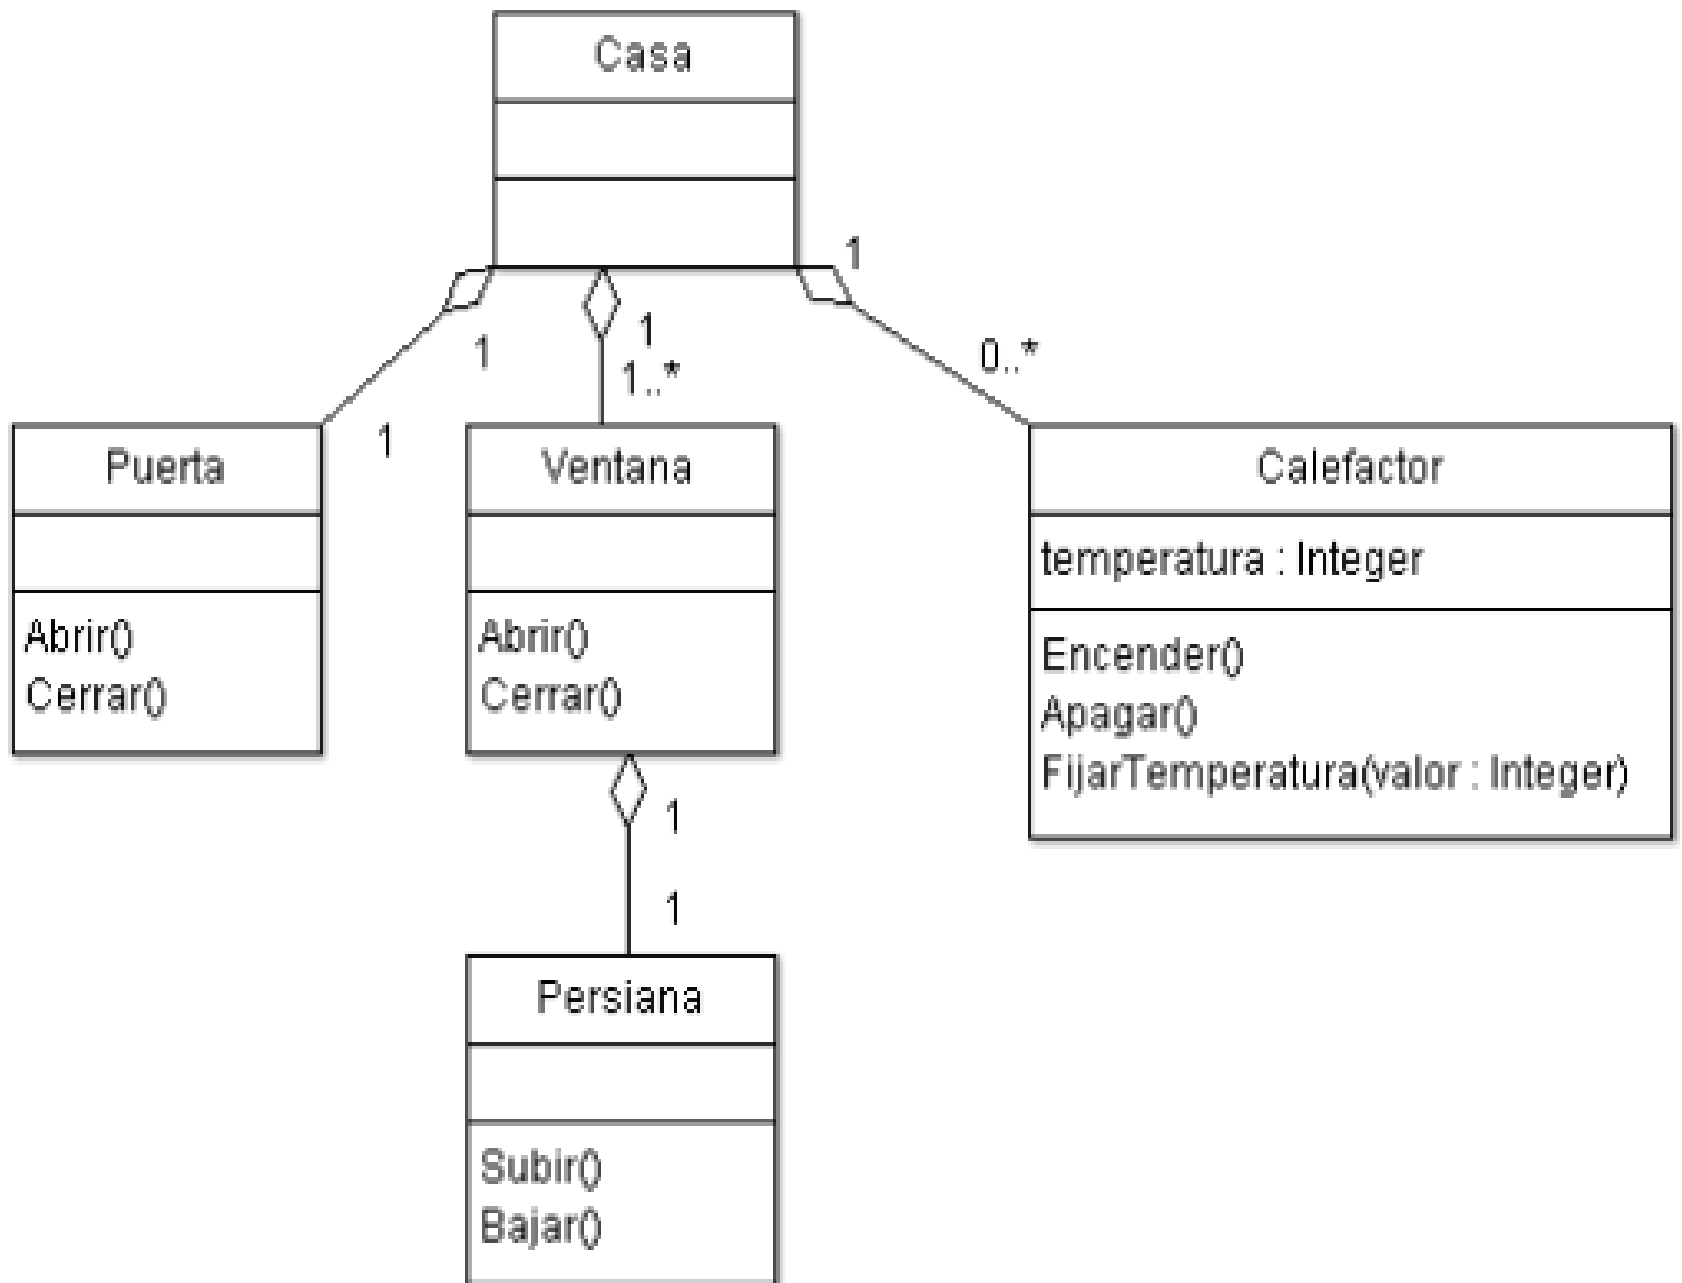 Casa
1
1
1
1..*
0..*
1
Puerta
Abrir()
Cerrar()
Ventana
Abrir()
Cerrar()
Calefactor
temperatura : Integer
Encender()
Apagar()
FijarTemperatura(valor : Integer)
1
1
Persiana
Subir()
Bajar()